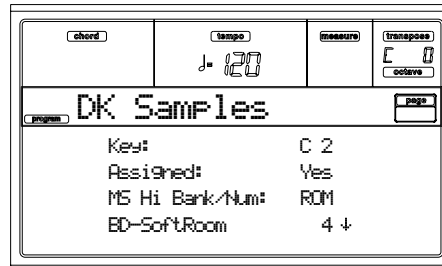 chord tempo measure transpose
♩= 120 C 0
octave
program DK Samples page
Key: C 2
Assigned: Yes
MS Hi Bank/Num: ROM
BD-SoftRoom 4 ↓